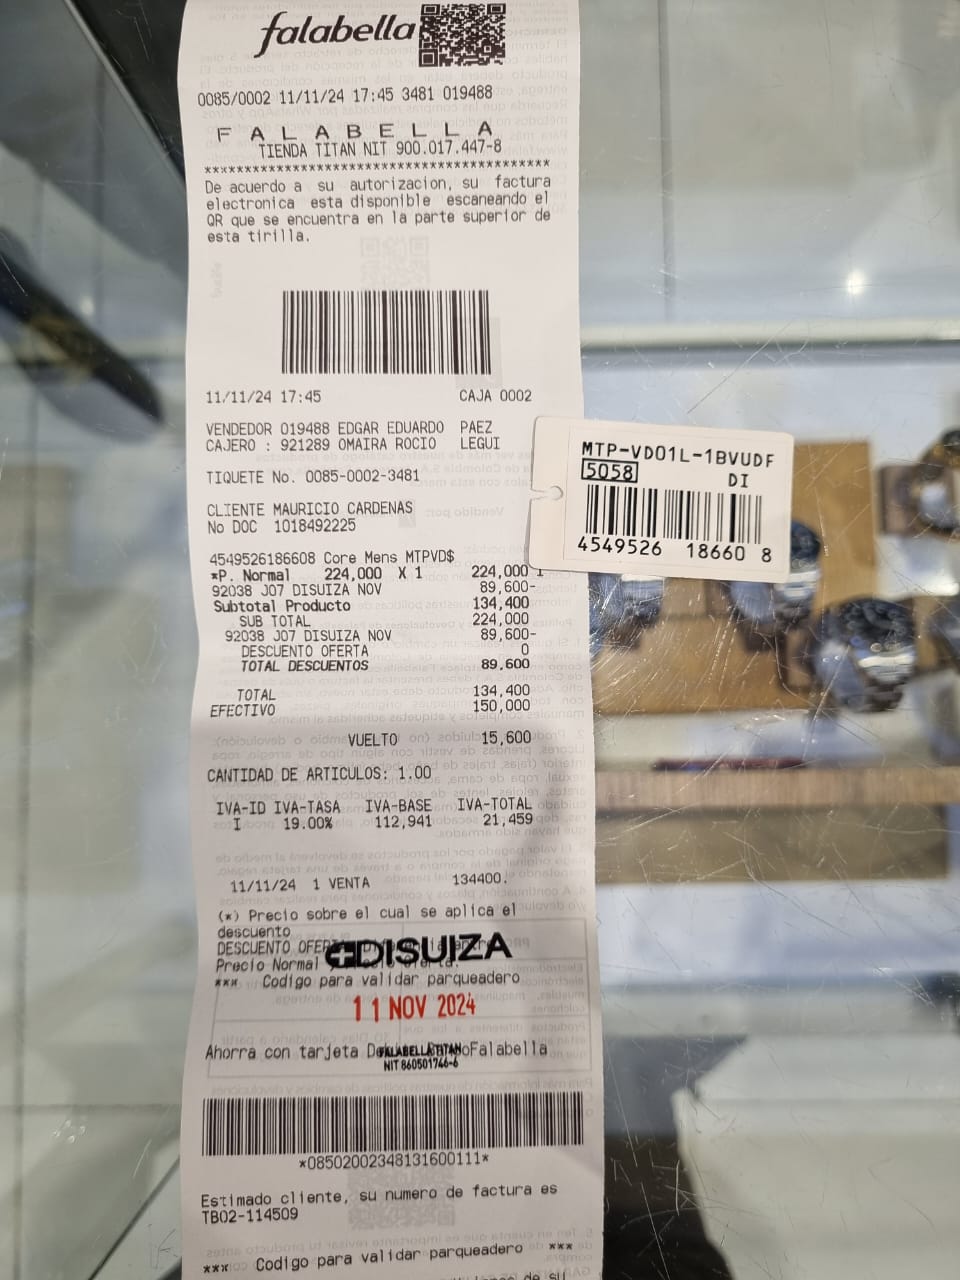 falabella
0085/0002 11/11/24 17:45 3481 019488
F A L A B E L L A
TIENDA TITAN NIT 900.017.447-8
********************************************
De acuerdo a su autorizacion, su factura
electronica esta disponible escaneando el
QR que se encuentra en la parte superior de
esta tirilla.
11/11/24 17:45 CAJA 0002
VENDEDOR 019488 EDGAR EDUARDO PAEZ
CAJERO : 921289 OMAIRA ROCIO LEGUI
TIQUETE No. 0085-0002-3481
CLIENTE MAURICIO CARDENAS
No DOC 1018492225
4549526186608 Core Mens MTPVD$
*P. Normal 224,000 X 1 224,000 I
92038 J07 DISUIZA NOV 89,600-
Subtotal Producto 134,400
SUB TOTAL 224,000
92038 J07 DISUIZA NOV 89,600-
DESCUENTO OFERTA 0
TOTAL DESCUENTOS 89,600
TOTAL 134,400
EFECTIVO 150,000
VUELTO 15,600
CANTIDAD DE ARTICULOS: 1.00
IVA-ID IVA-TASA IVA-BASE IVA-TOTAL
I 19.00% 112,941 21,459
11/11/24 1 VENTA 134400.
(*) Precio sobre el cual se aplica el
descuento
DESCUENTO
Precio Normal
DISUIZA
*** Codigo para validar parqueadero
11 NOV 2024
Ahorra con tarjeta Falabella
FALABELLA TITAN
NIT 860501746-6
*08502002348131600111*
Estimado cliente, su numero de factura es
TB02-114509
*** Codigo para validar parqueadero ***
de su
MTP-VD01L-1BVUDF
5058 DI
4549526 18660 8